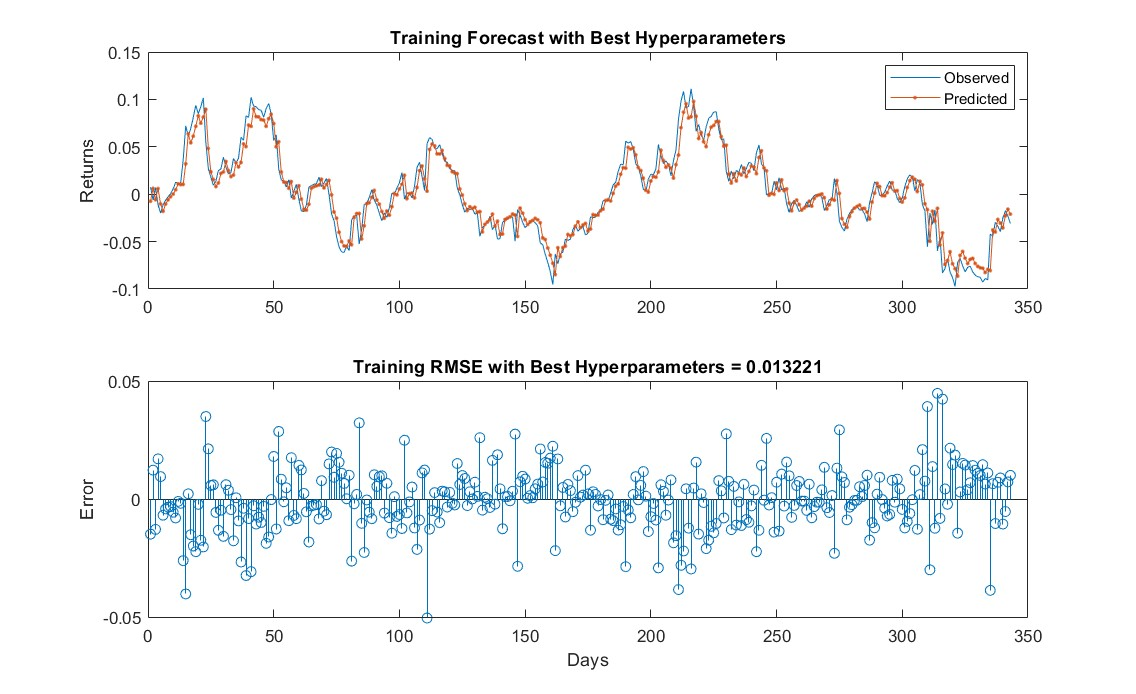 Training Forecast with Best Hyperparameters
0.15
0.1
0.05
0
-0.05
-0.1
Returns
Observed
Predicted
0 50 100 150 200 250 300 350
Training RMSE with Best Hyperparameters = 0.013221
0.05
0
-0.05
Error
0 50 100 150 200 250 300 350
Days